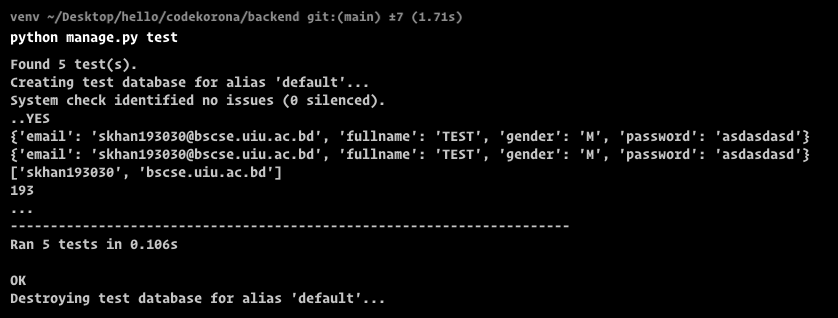 venv ~/Desktop/hello/codekorona/backend git:(main) ±7 (1.71s)
python manage.py test
Found 5 test(s).
Creating test database for alias 'default'...
System check identified no issues (0 silenced).
..YES
{'email': 'skhan193030@bscse.uiu.ac.bd', 'fullname': 'TEST', 'gender': 'M', 'password': 'asdasdasd'}
{'email': 'skhan193030@bscse.uiu.ac.bd', 'fullname': 'TEST', 'gender': 'M', 'password': 'asdasdasd'}
['skhan193030', 'bscse.uiu.ac.bd']
193
...
----------------------------------------------------------------------
Ran 5 tests in 0.106s
OK
Destroying test database for alias 'default'...